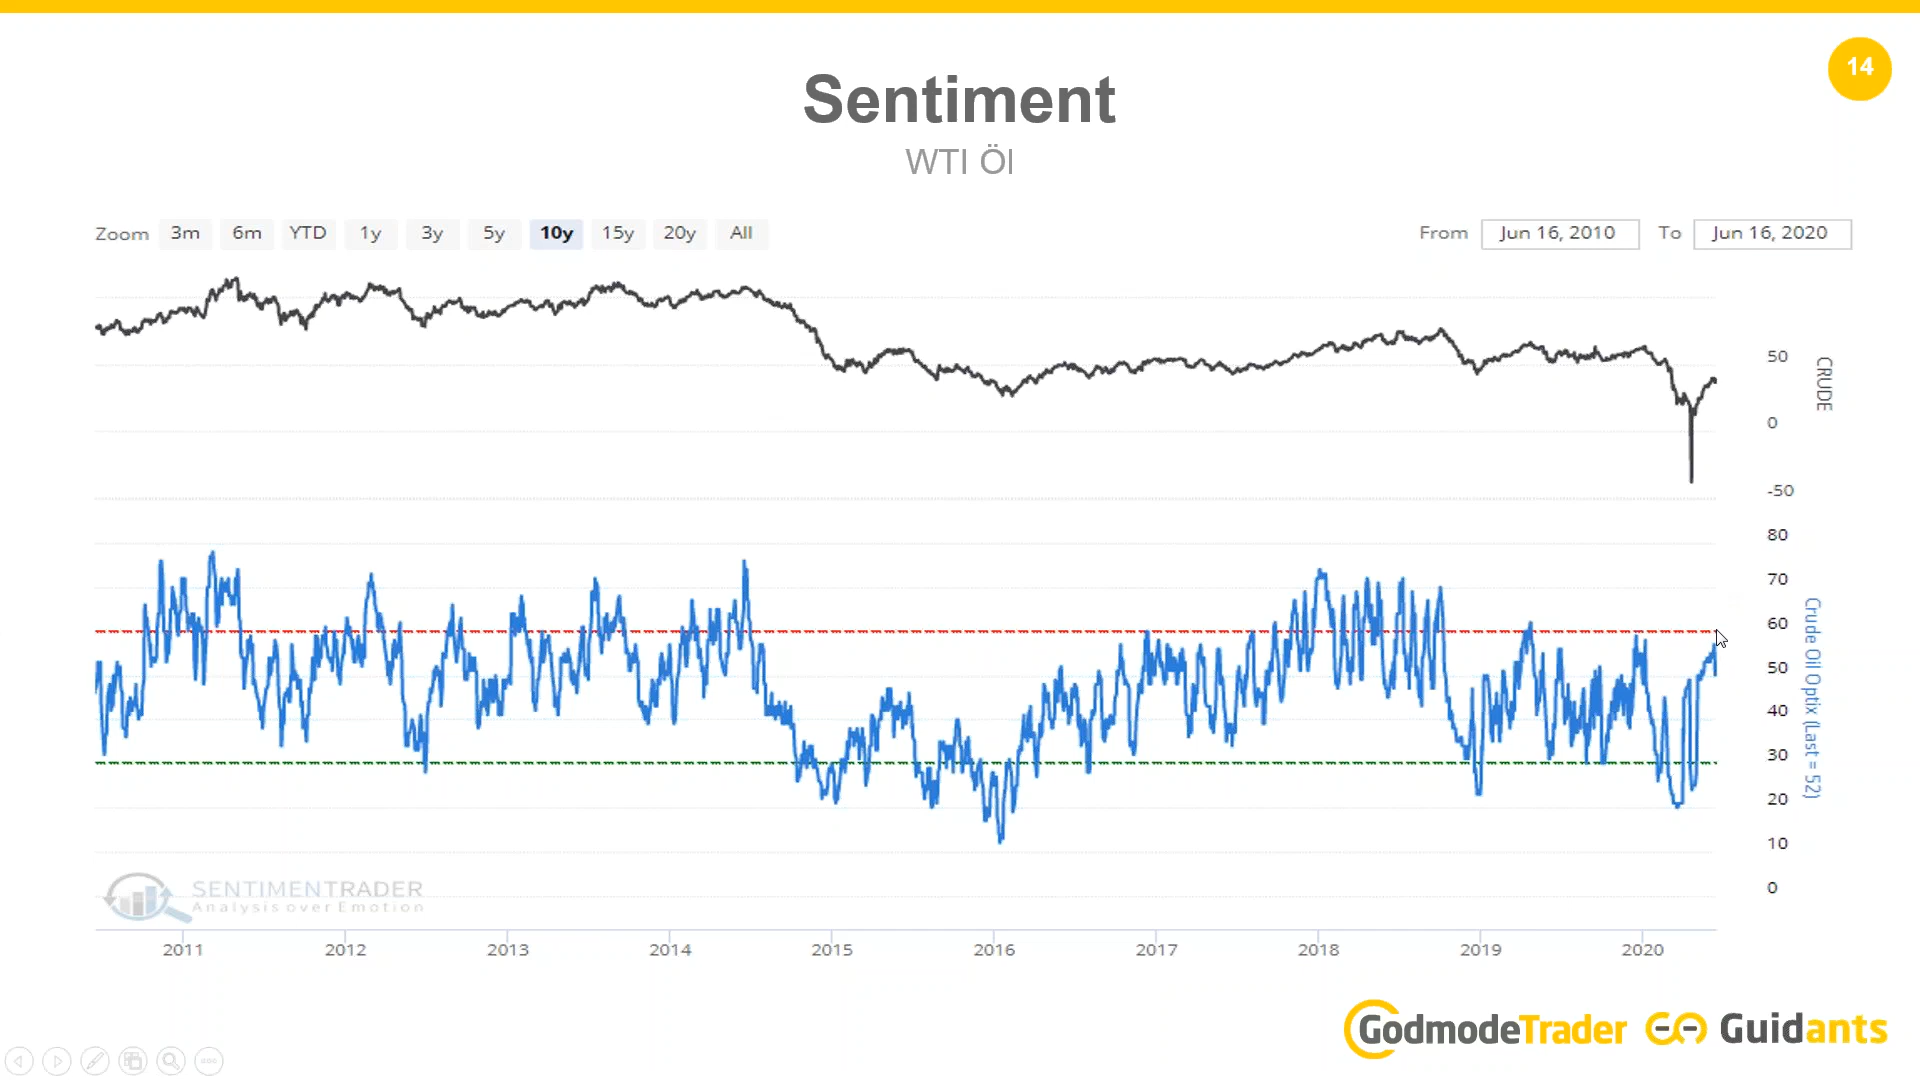 14
Sentiment
WTI Öl
Zoom 3m 6m YTD 1y 3y 5y 10y 15y 20y All
From Jun 16, 2010 To Jun 16, 2020
50
0
-50
CRUDE
80
70
60
50
40
30
20
10
0
Crude Oil Optix (Last = 52)
SENTIMENTRADER
Analysis over Emotion
2011 2012 2013 2014 2015 2016 2017 2018 2019 2020
GodmodeTrader Guidants